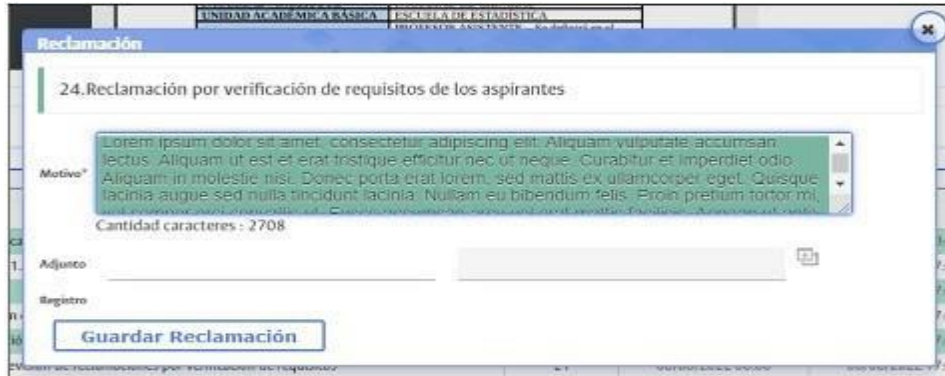 UNIDAD ACADÉMICA BÁSICA ESCUELA DE ESTADÍSTICA
Reclamación
24.Reclamación por verificación de requisitos de los aspirantes
Lorem ipsum dolor sit amet, consectetur adipiscing elit. Aliquam vulputate accumsan
lectus. Aliquam ut est et erat tristique efficitur nec ut neque. Curabitur et imperdiet odio.
Motivo*
Aliquam in molestie nisi. Donec porta erat lorem, sed mattis ex ullamcorper eget. Quisque
lacinia augue sed nulla tincidunt lacinia. Nullam eu bibendum felis. Proin pretium tortor mi,
Cantidad caracteres : 2708
Adjunto
Registro
Guardar Reclamación